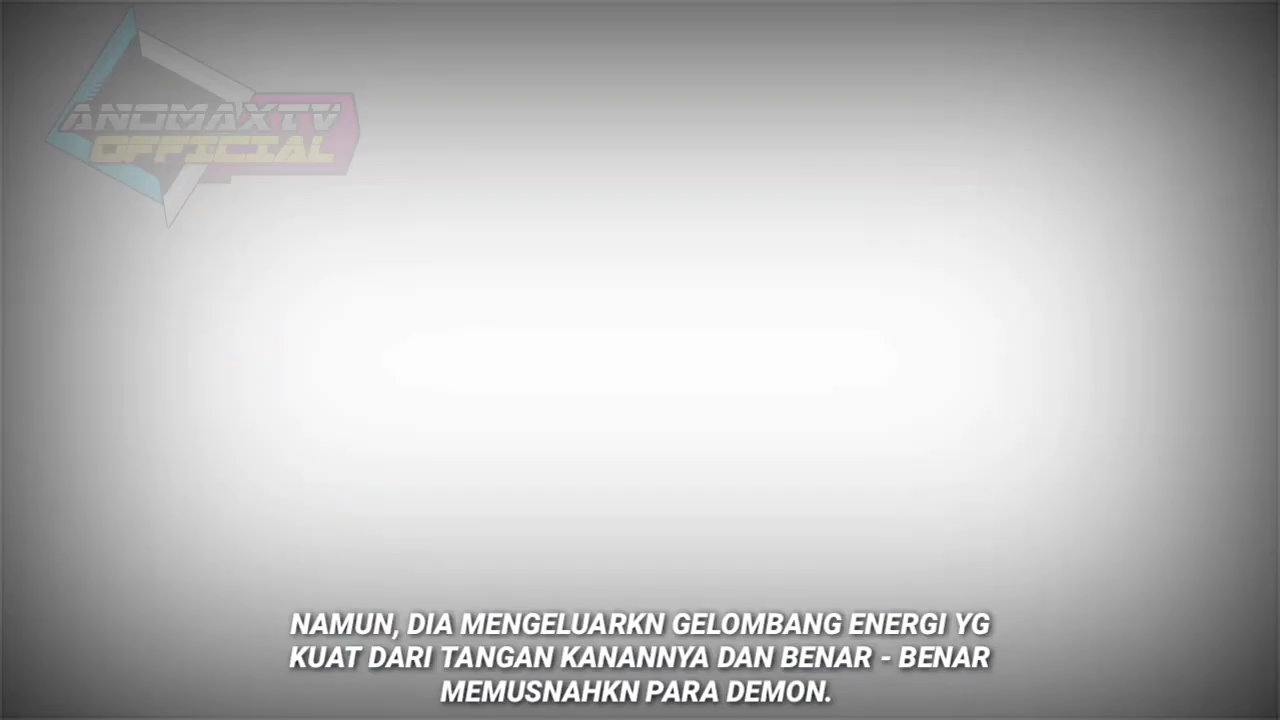 ANOMAXTV
OFFICIAL
NAMUN, DIA MENGELUARKN GELOMBANG ENERGI YG
KUAT DARI TANGAN KANANNYA DAN BENAR - BENAR
MEMUSNAHKN PARA DEMON.